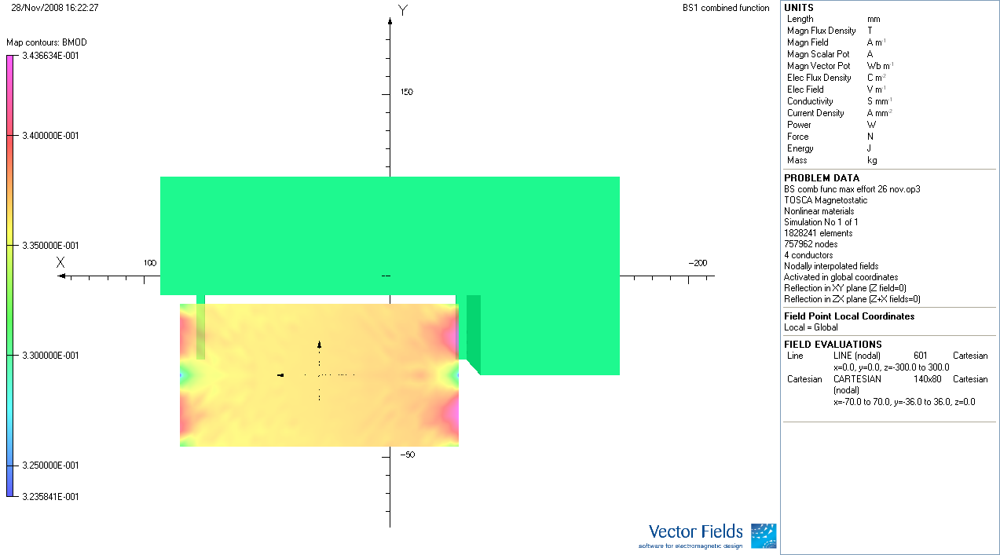 28/Nov/2008 16:22:27
Y
BS1 combined function
Map contours: BMOD
3.436634E-001
3.400000E-001
3.350000E-001
3.300000E-001
3.250000E-001
3.235841E-001
150
X
100
-200
-50
Vector Fields
software for electromagnetic design
UNITS
Length mm
Magn Flux Density T
Magn Field A m⁻¹
Magn Scalar Pot A
Magn Vector Pot Wb m⁻¹
Elec Flux Density C m⁻²
Elec Field V m⁻¹
Conductivity S mm⁻¹
Current Density A mm⁻²
Power W
Force N
Energy J
Mass kg
PROBLEM DATA
BS comb func max effort 26 nov.op3
TOSCA Magnetostatic
Nonlinear materials
Simulation No 1 of 1
1828241 elements
757962 nodes
4 conductors
Nodally interpolated fields
Activated in global coordinates
Reflection in XY plane (Z field=0)
Reflection in ZX plane (Z+X fields=0)
Field Point Local Coordinates
Local = Global
FIELD EVALUATIONS
Line LINE (nodal) 601 Cartesian
x=0.0, y=0.0, z=-300.0 to 300.0
Cartesian CARTESIAN 140x80 Cartesian
(nodal)
x=-70.0 to 70.0, y=-36.0 to 36.0, z=0.0